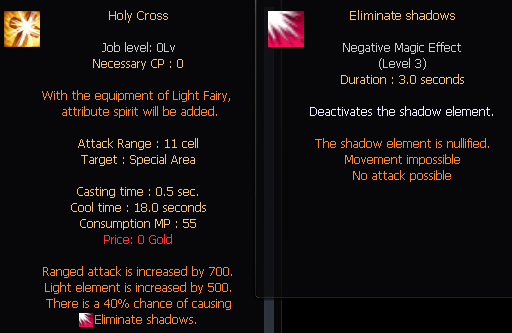 Holy Cross
Job level: 0Lv
Necessary CP : 0
With the equipment of Light Fairy,
attribute spirit will be added.
Attack Range : 11 cell
Target : Special Area
Casting time : 0.5 sec.
Cool time : 18.0 seconds
Consumption MP : 55
Price: 0 Gold
Ranged attack is increased by 700.
Light element is increased by 500.
There is a 40% chance of causing
Eliminate shadows.
Eliminate shadows
Negative Magic Effect
(Level 3)
Duration : 3.0 seconds
Deactivates the shadow element.
The shadow element is nullified.
Movement impossible
No attack possible